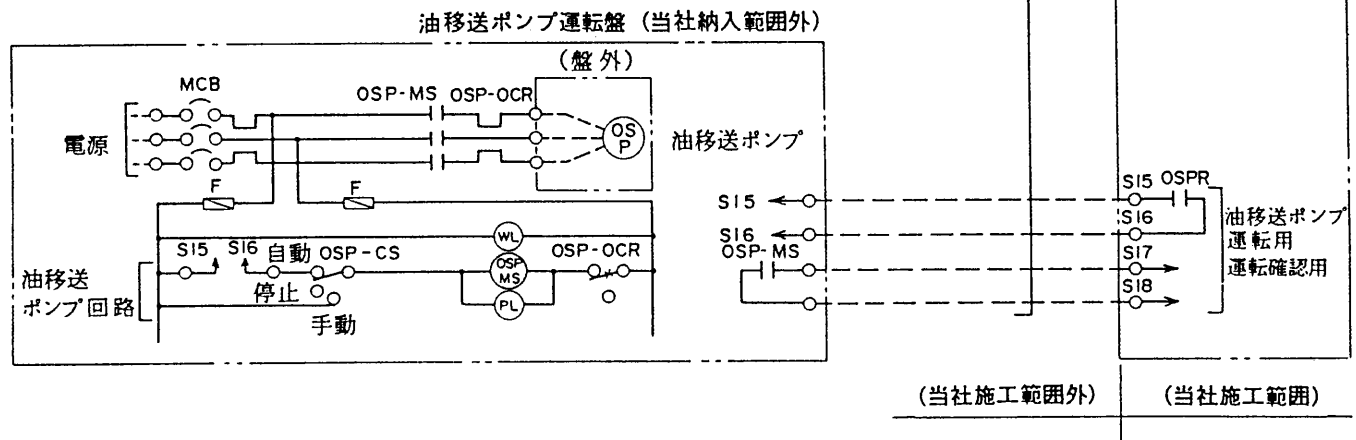 油移送ポンプ運転盤 (当社納入範囲外)
(盤外)
MCB
OSP-MS OSP-OCR
電源
OS
P
油移送ポンプ
F
F
S15
S16
OSP-MS
S15 OSPR
S16
S17
S18
油移送ポンプ
運転用
運転確認用
WL
S15 S16 自動 OSP-CS
OSP-OCR
OSP
MS
油移送
ポンプ回路
停止
PL
手動
(当社施工範囲外)
(当社施工範囲)